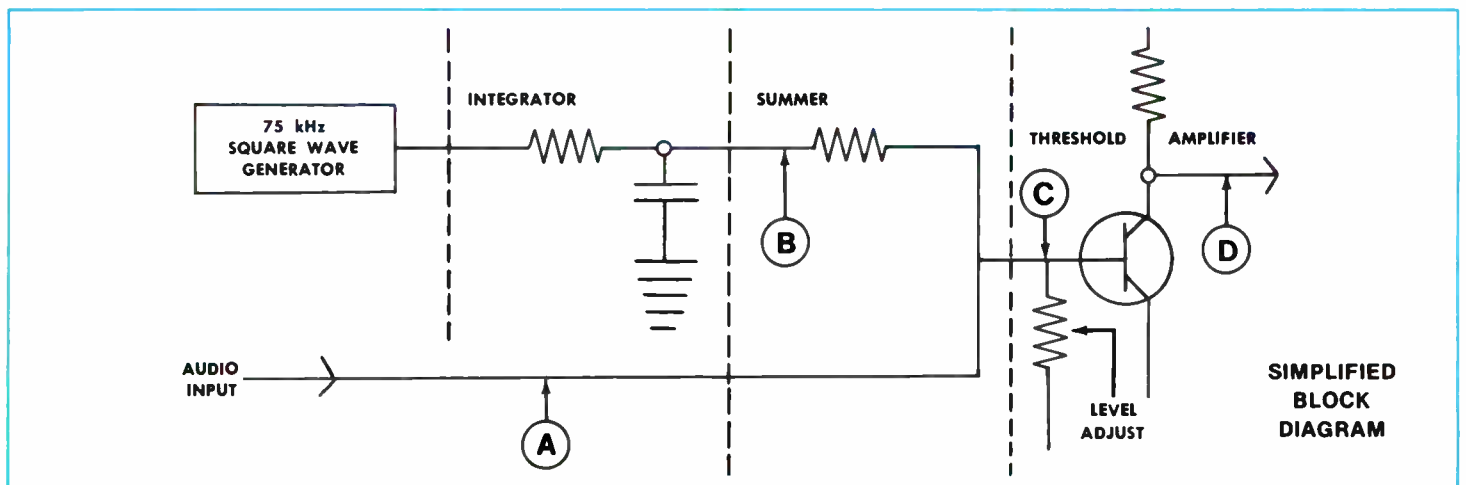 INTEGRATOR
SUMMER
75 kHz
SQUARE WAVE
GENERATOR
THRESHOLD AMPLIFIER
C
B
D
AUDIO
INPUT
A
LEVEL
ADJUST
SIMPLIFIED
BLOCK
DIAGRAM